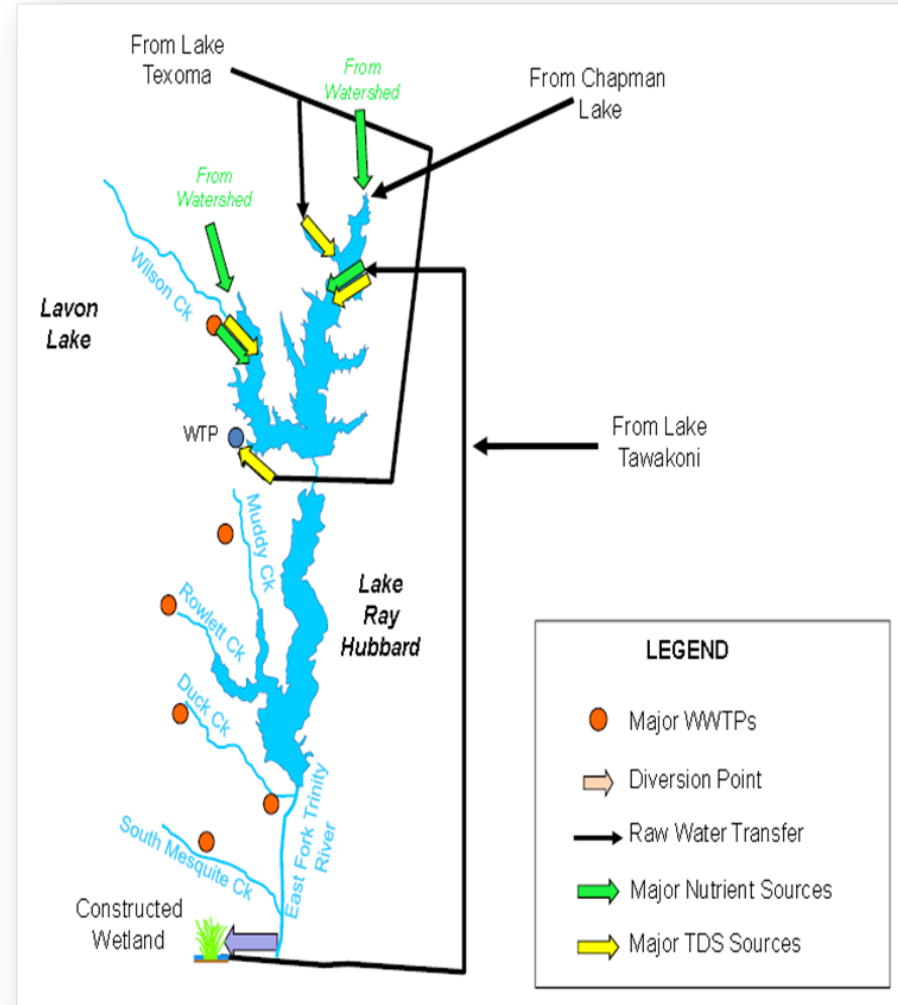 From Lake
Texoma
From
Watershed
From Chapman
Lake
From
Watershed
Wilson Ck
Lavon
Lake
WTP
From Lake
Tawakoni
Muddy Ck
Lake
Ray
Hubbard
Rowlett Ck
Duck Ck
East Fork Trinity
River
South Mesquite Ck
Constructed
Wetland
LEGEND
Major WWTPs
Diversion Point
Raw Water Transfer
Major Nutrient Sources
Major TDS Sources